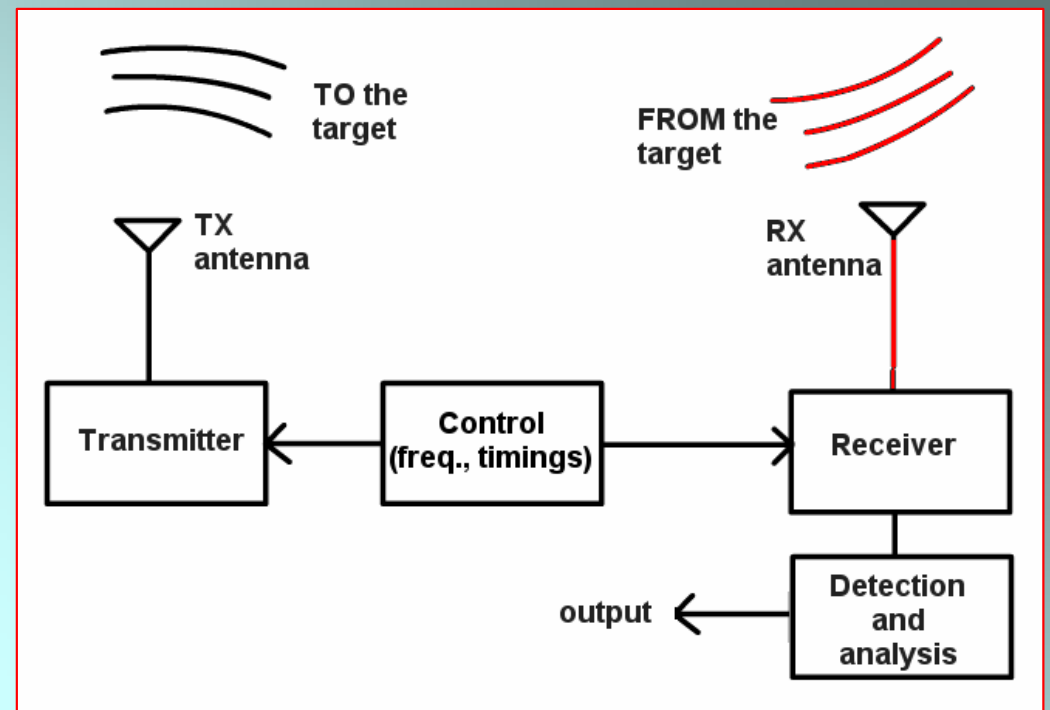 TO the
target
FROM the
target
TX
antenna
RX
antenna
Transmitter
Control
(freq., timings)
Receiver
Detection
and
analysis
output